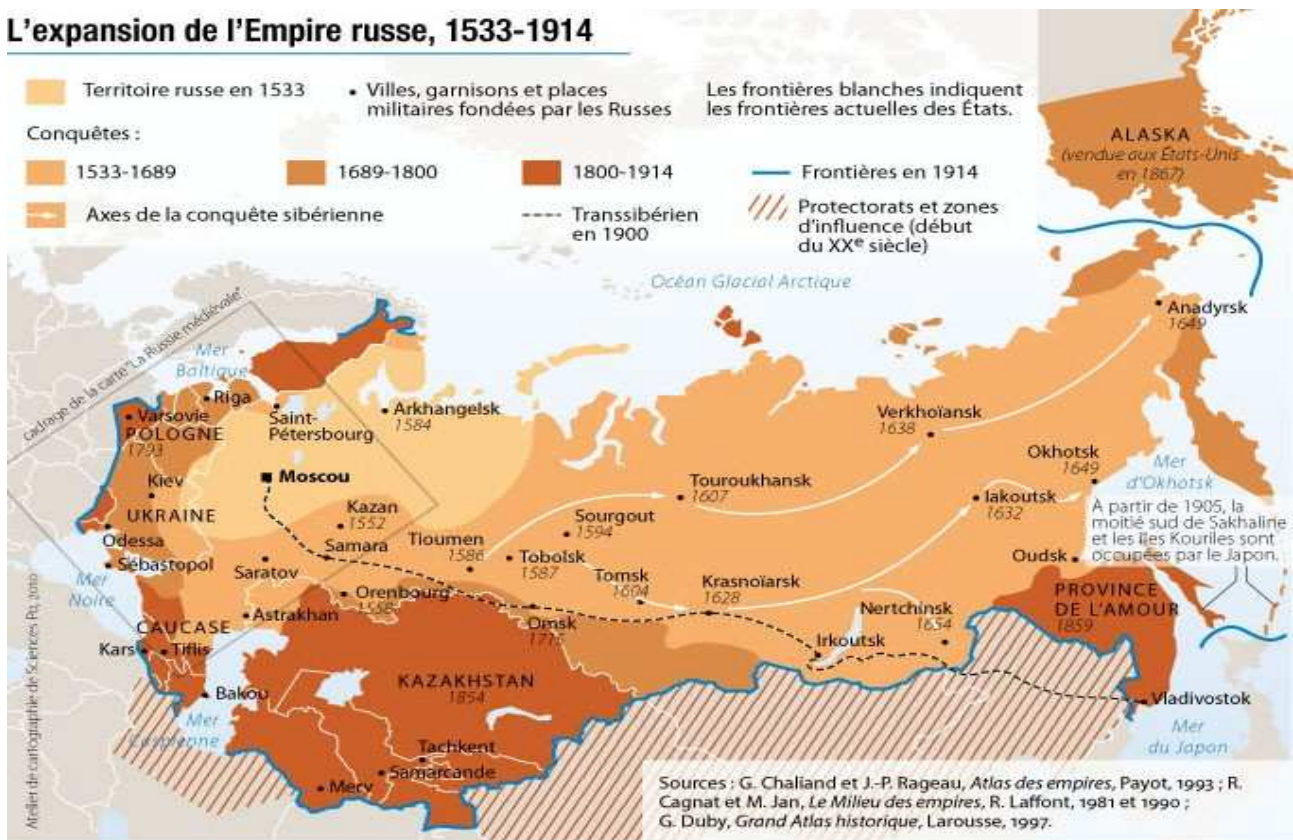 L'expansion de l'Empire russe, 1533-1914
Territoire russe en 1533
Villes, garnisons et places
militaires fondées par les Russes
Les frontières blanches indiquent
les frontières actuelles des États.
Conquêtes :
1533-1689
1689-1800
1800-1914
Frontières en 1914
Axes de la conquête sibérienne
Transsibérien
en 1900
Protectorats et zones
d'influence (début
du XXe siècle)
ALASKA
(vendue aux États-Unis
en 1867)
Océan Glacial Arctique
cadrage de la carte "La Russie médiévale"
Mer
Baltique
Riga
Saint-
Pétersbourg
Arkhangelsk
1584
Anadyrsk
1649
Varsovie
POLOGNE
1793
Moscou
Verkhoïansk
1638
Kiev
UKRAINE
Kazan
1552
Touroukhansk
1607
Okhotsk
1649
Mer
d'Okhotsk
Iakoutsk
1632
Sourgout
1594
Odessa
Samara
Tioumen
1586
Tobolsk
1587
À partir de 1905, la
moitié sud de Sakhaline
et les îles Kouriles sont
occupées par le Japon.
Sébastopol
Saratov
Tomsk
1604
Krasnoïarsk
1628
Oudsk
Mer
Noire
Orenbourg
1558
Omsk
1715
Nertchinsk
1654
PROVINCE
DE L'AMOUR
1859
Astrakhan
CAUCASE
Kars
Tiflis
Irkoutsk
KAZAKHSTAN
1854
Bakou
Vladivostok
Mer
Caspienne
Mer
du Japon
Tachkent
Samarcande
Merv
Sources : G. Chaliand et J.-P. Rageau, Atlas des empires, Payot, 1993 ; R.
Cagnat et M. Jan, Le Milieu des empires, R. Laffont, 1981 et 1990 ;
G. Duby, Grand Atlas historique, Larousse, 1997.
Atelier de cartographie de Sciences Po, 2010